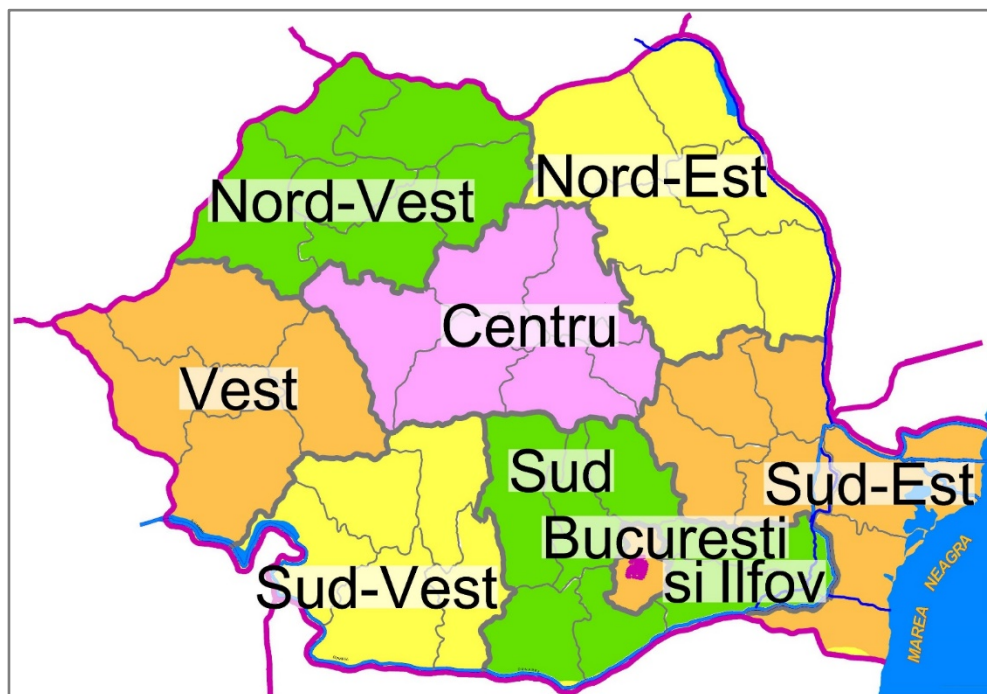 Nord-Est
Nord-Vest
Centru
Vest
Sud
Sud-Est
Bucuresti
si Ilfov
Sud-Vest
MAREA NEAGRA